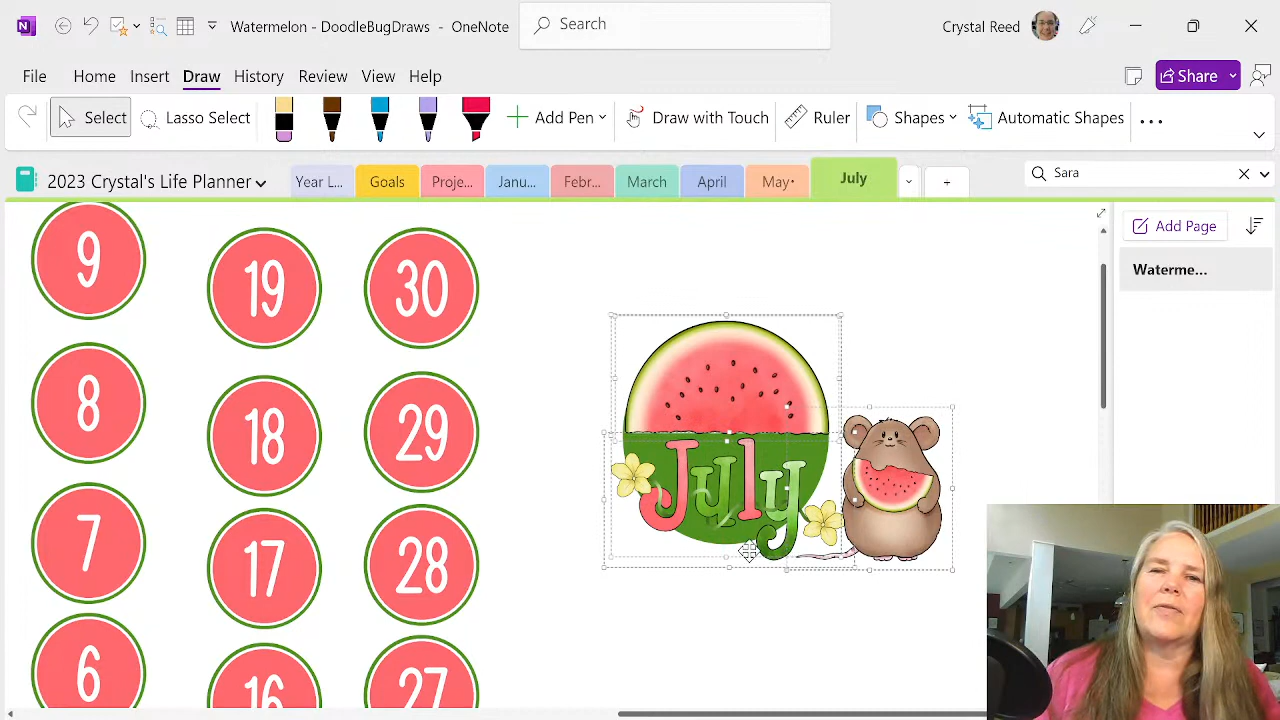 Watermelon - DoodleBugDraws - OneNote
Search
Crystal Reed
File Home Insert Draw History Review View Help
Share
Select Lasso Select Add Pen Draw with Touch Ruler Shapes Automatic Shapes ...
2023 Crystal's Life Planner Year L... Goals Proje... Janu... Febr... March April May• July +
Sara
Add Page
Waterme...
9 19 30
8 18 29
July
7 17 28
6 16 27